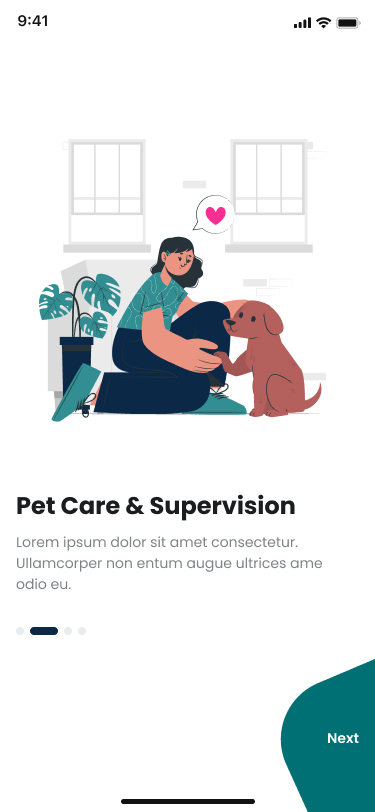 9:41
Pet Care & Supervision
Lorem ipsum dolor sit amet consectetur.
Ullamcorper non entum augue ultrices ame
odio eu.
Next